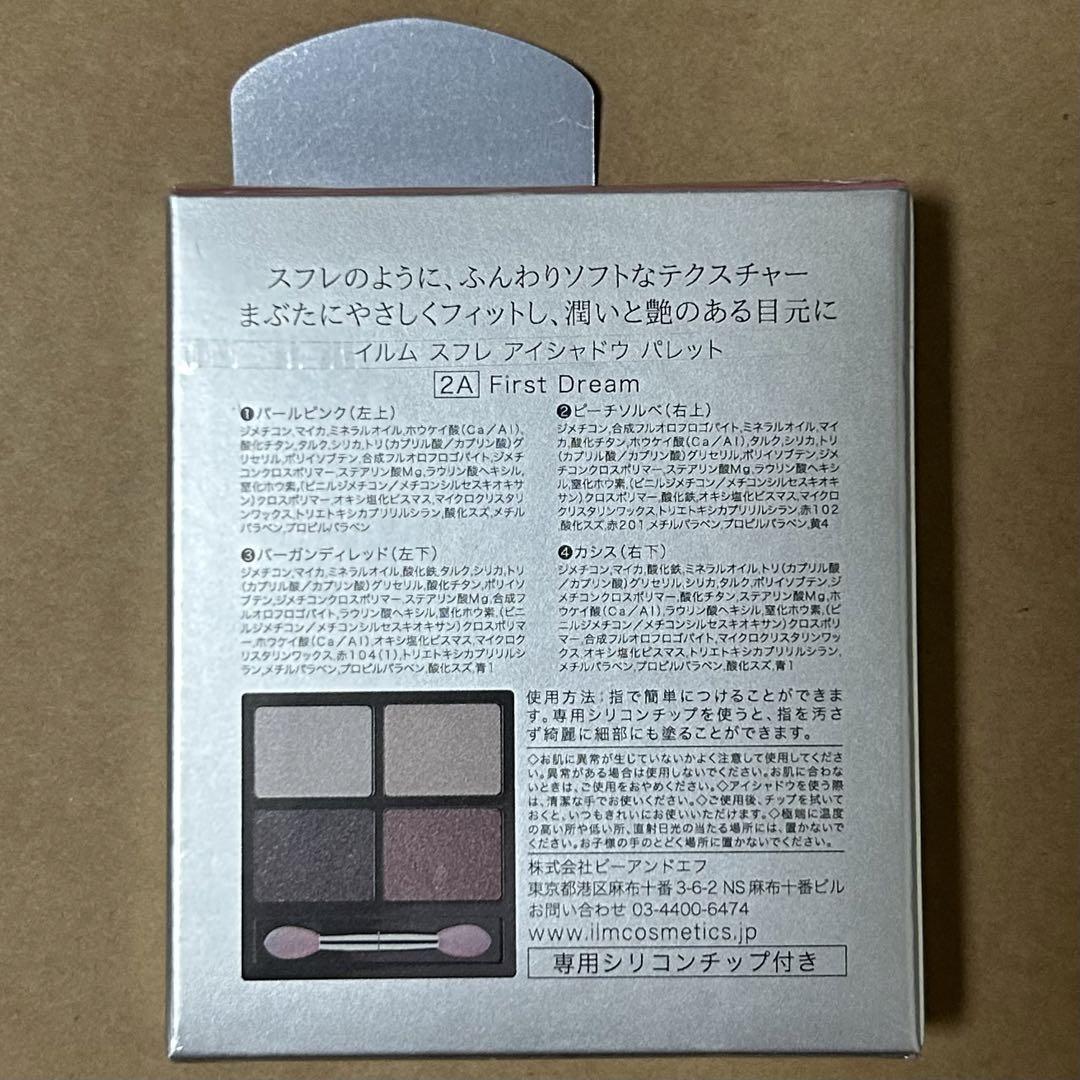 スフレのように、ふんわりソフトなテクスチャー
まぶたにやさしくフィットし、潤いと艶のある目元に
イルム スフレ アイシャドウ パレット
2A First Dream
❶パールピンク(左上)
ジメチコン,マイカ,ミネラルオイル,ホウケイ酸(Ca/Al),
酸化チタン,タルク,シリカ,トリ(カプリル酸/カプリン酸)グ
リセリル,ポリイソブテン,合成フルオロフロゴパイト,ジメチ
コンクロスポリマー,ステアリン酸Mg,ラウリン酸ヘキシル,
窒化ホウ素,(ビニルジメチコン/メチコンシルセスキオキサ
ン)クロスポリマー,オキシ塩化ビスマス,マイクロクリスタリ
ンワックス,トリエトキシカプリリルシラン,酸化スズ,メチル
パラベン,プロピルパラベン
❷ピーチソルベ(右上)
ジメチコン,合成フルオロフロゴパイト,ミネラルオイル,マイ
カ,酸化チタン,ホウケイ酸(Ca/Al),タルク,シリカ,トリ
(カプリル酸/カプリン酸)グリセリル,ポリイソブテン,ジメ
チコンクロスポリマー,ステアリン酸Mg,ラウリン酸ヘキシ
ル,窒化ホウ素,(ビニルジメチコン/メチコンシルセスキオキ
サン)クロスポリマー,酸化鉄,オキシ塩化ビスマス,マイクロ
クリスタリンワックス,トリエトキシカプリリルシラン,赤102
酸化スズ,赤201,メチルパラベン,プロピルパラベン,黄4
❸バーガンディレッド(左下)
ジメチコン,マイカ,ミネラルオイル,酸化鉄,タルク,シリカ,トリ
(カプリル酸/カプリン酸)グリセリル,酸化チタン,ポリイソ
ブテン,ジメチコンクロスポリマー,ステアリン酸Mg,合成フ
ルオロフロゴパイト,ラウリン酸ヘキシル,窒化ホウ素,(ビニ
ルジメチコン/メチコンシルセスキオキサン)クロスポリマ
ー,ホウケイ酸(Ca/Al),オキシ塩化ビスマス,マイクロク
リスタリンワックス,赤104(1),トリエトキシカプリリルシ
ラン,メチルパラベン,プロピルパラベン,酸化スズ,青1
❹カシス(右下)
ジメチコン,マイカ,酸化鉄,ミネラルオイル,トリ(カプリル酸
/カプリン酸)グリセリル,シリカ,タルク,ポリイソブテン,ジ
メチコンクロスポリマー,酸化チタン,ステアリン酸Mg,ホ
ウケイ酸(Ca/Al),ラウリン酸ヘキシル,窒化ホウ素,(ビ
ニルジメチコン/メチコンシルセスキオキサン)クロスポリ
マー,合成フルオロフロゴパイト,マイクロクリスタリンワッ
クス,オキシ塩化ビスマス,トリエトキシカプリリルシラン,
メチルパラベン,プロピルパラベン,酸化スズ,青1
使用方法;指で簡単につけることができま
す。専用シリコンチップを使うと、指を汚さ
ず綺麗に細部にも塗ることができます。
◇お肌に異常が生じていないかよく注意して使用してくださ
い。異常がある場合は使用しないでください。お肌に合わな
いときは、ご使用をおやめください。◇アイシャドウを使う際
は、清潔な手でお使いください。◇ご使用後、チップを拭いて
おくと、いつもきれいにお使いいただけます。◇極端に温度
の高い所や低い所、直射日光の当たる場所には、置かないで
ください。お子様の手のとどく場所に置かないでください。
株式会社ビーアンドエフ
東京都港区麻布十番3-6-2 NS麻布十番ビル
お問い合わせ 03-4400-6474
www.ilmcosmetics.jp
専用シリコンチップ付き